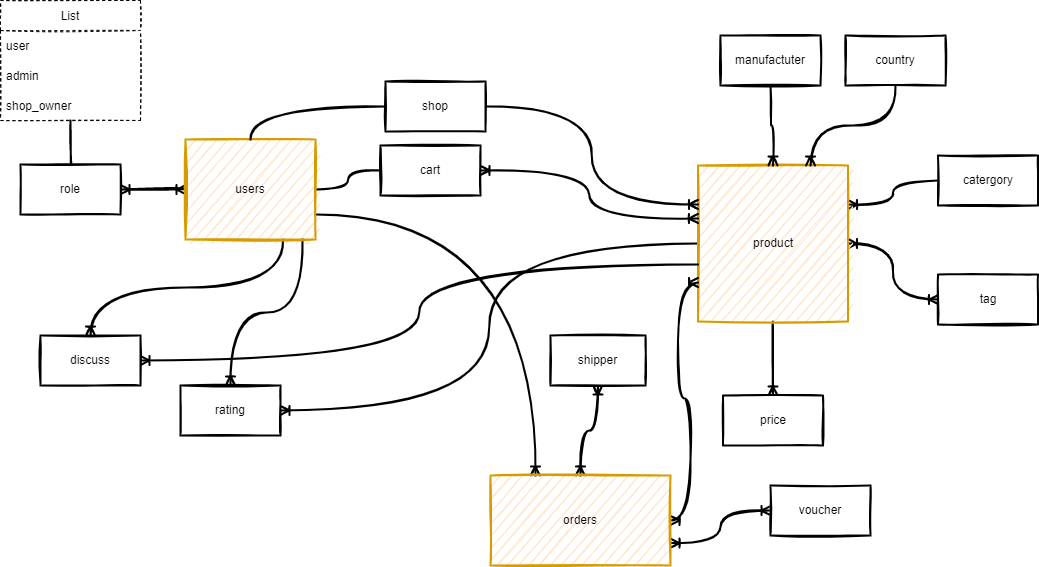 List
user
admin
shop_owner
role
users
shop
cart
manufactuter
country
catergory
product
tag
discuss
rating
shipper
price
orders
voucher